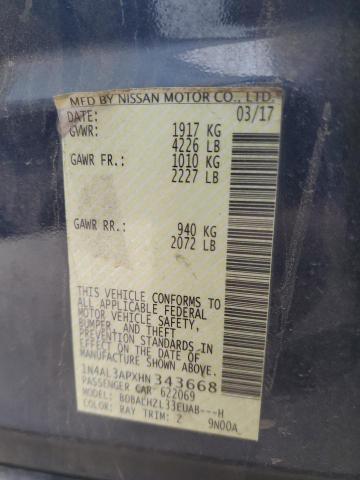 MFD BY NISSAN MOTOR CO., LTD.
DATE: 03/17
GVWR: 1917 KG
4226 LB
GAWR FR.: 1010 KG
2227 LB
GAWR RR.: 940 KG
2072 LB
THIS VEHICLE CONFORMS TO
ALL APPLICABLE FEDERAL
MOTOR VEHICLE SAFETY,
BUMPER, AND THEFT
PREVENTION STANDARDS IN
EFFECT ON THE DATE OF
MANUFACTURE SHOWN ABOVE.
1N4AL3APXHN343668
PASSENGER CAR 622069
MODEL: BDBALHZL33EUAB---H
COLOR: RAY TRIM: Z 9N00A